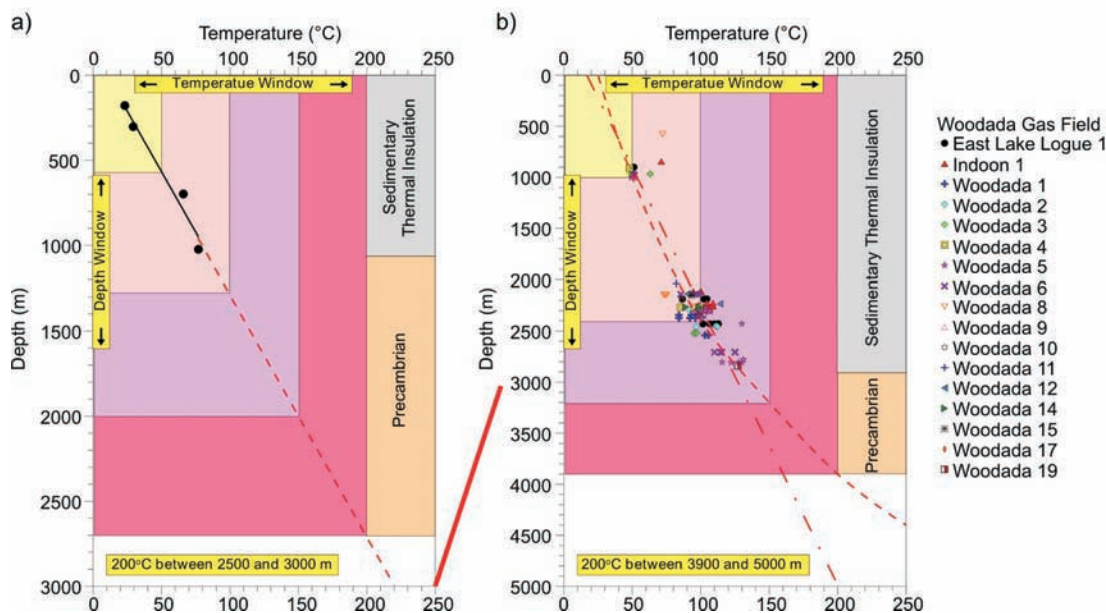 a)
Temperature (°C)
0 50 100 150 200 250
Temperatue Window
Depth Window
Depth (m)
0
500
1000
1500
2000
2500
3000
Sedimentary
Thermal Insulation
Precambrian
200°C between 2500 and 3000 m
0 50 100 150 200 250
b)
Temperature (°C)
0 50 100 150 200 250
Temperatue Window
Depth Window
Depth (m)
0
500
1000
1500
2000
2500
3000
3500
4000
4500
5000
Sedimentary Thermal Insulation
Precambrian
200°C between 3900 and 5000 m
0 50 100 150 200 250
Woodada Gas Field
East Lake Logue 1
Indoon 1
Woodada 1
Woodada 2
Woodada 3
Woodada 4
Woodada 5
Woodada 6
Woodada 8
Woodada 9
Woodada 10
Woodada 11
Woodada 12
Woodada 14
Woodada 15
Woodada 17
Woodada 19